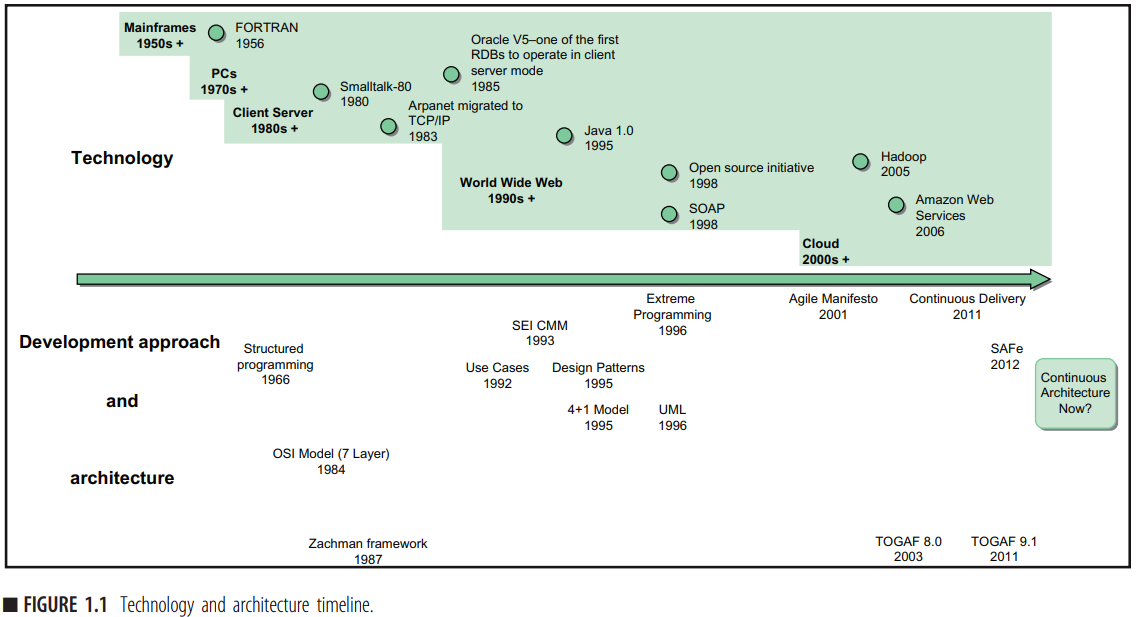 Mainframes
1950s +
FORTRAN
1956
PCs
1970s +
Oracle V5–one of the first
RDBs to operate in client
server mode
1985
Smalltalk-80
1980
Client Server
1980s +
Arpanet migrated to
TCP/IP
1983
Java 1.0
1995
Technology
World Wide Web
1990s +
Open source initiative
1998
SOAP
1998
Hadoop
2005
Amazon Web
Services
2006
Cloud
2000s +
Development approach
and
architecture
Structured
programming
1966
SEI CMM
1993
Extreme
Programming
1996
Agile Manifesto
2001
Continuous Delivery
2011
Use Cases
1992
Design Patterns
1995
SAFe
2012
4+1 Model
1995
UML
1996
Continuous
Architecture
Now?
OSI Model (7 Layer)
1984
Zachman framework
1987
TOGAF 8.0
2003
TOGAF 9.1
2011
■ FIGURE 1.1 Technology and architecture timeline.